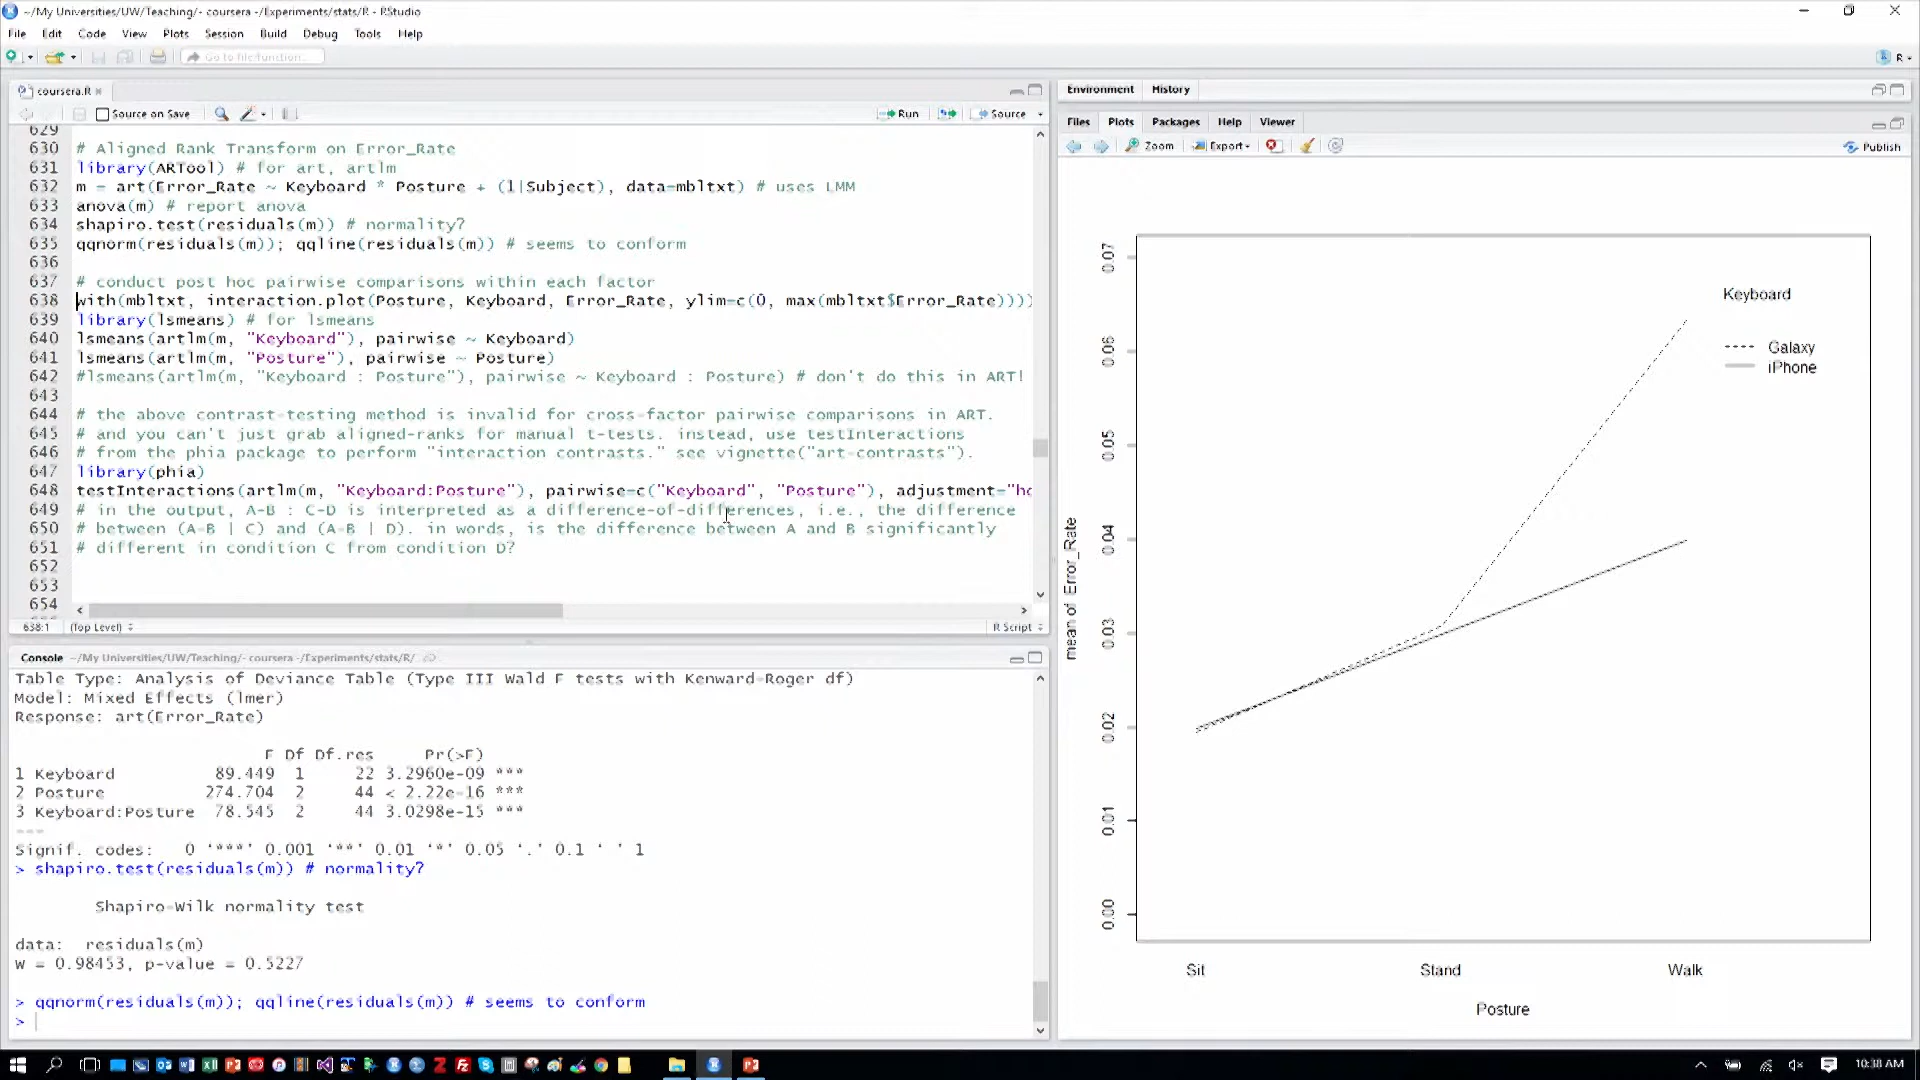 ~/My Universities/UW/Teaching/- coursera -/Experiments/stats/R - RStudio
File Edit Code View Plots Session Build Debug Tools Help
Go to file/function
R
coursera.R
Source on Save
Run
Source
629
630 # Aligned Rank Transform on Error_Rate
631 library(ARTool) # for art, artlm
632 m = art(Error_Rate ~ Keyboard * Posture + (1|Subject), data=mbltxt) # uses LMM
633 anova(m) # report anova
634 shapiro.test(residuals(m)) # normality?
635 qqnorm(residuals(m)); qqline(residuals(m)) # seems to conform
636
637 # conduct post hoc pairwise comparisons within each factor
638 with(mbltxt, interaction.plot(Posture, Keyboard, Error_Rate, ylim=c(0, max(mbltxt$Error_Rate))))
639 library(lsmeans) # for lsmeans
640 lsmeans(artlm(m, "Keyboard"), pairwise ~ Keyboard)
641 lsmeans(artlm(m, "Posture"), pairwise ~ Posture)
642 #lsmeans(artlm(m, "Keyboard : Posture"), pairwise ~ Keyboard : Posture) # don't do this in ART!
643
644 # the above contrast-testing method is invalid for cross-factor pairwise comparisons in ART.
645 # and you can't just grab aligned-ranks for manual t-tests. instead, use testInteractions
646 # from the phia package to perform "interaction contrasts." see vignette("art-contrasts").
647 library(phia)
648 testInteractions(artlm(m, "Keyboard:Posture"), pairwise=c("Keyboard", "Posture"), adjustment="ho
649 # in the output, A-B : C-D is interpreted as a difference-of-differences, i.e., the difference
650 # between (A-B | C) and (A-B | D). in words, is the difference between A and B significantly
651 # different in condition C from condition D?
652
653
654
638:1 (Top Level) R Script
Console ~/My Universities/UW/Teaching/- coursera -/Experiments/stats/R/
Table Type: Analysis of Deviance Table (Type III Wald F tests with Kenward-Roger df)
Model: Mixed Effects (lmer)
Response: art(Error_Rate)
F Df Df.res Pr(>F)
1 Keyboard 89.449 1 22 3.2960e-09 ***
2 Posture 274.704 2 44 < 2.22e-16 ***
3 Keyboard:Posture 78.545 2 44 3.0298e-15 ***
---
Signif. codes: 0 '***' 0.001 '**' 0.01 '*' 0.05 '.' 0.1 ' ' 1
> shapiro.test(residuals(m)) # normality?
Shapiro-Wilk normality test
data: residuals(m)
W = 0.98453, p-value = 0.5227
> qqnorm(residuals(m)); qqline(residuals(m)) # seems to conform
>
Environment History
Files Plots Packages Help Viewer
Zoom Export Publish
Keyboard
Galaxy
iPhone
mean of Error_Rate
0.07
0.06
0.05
0.04
0.03
0.02
0.01
0.00
Sit Stand Walk
Posture
10:38 AM